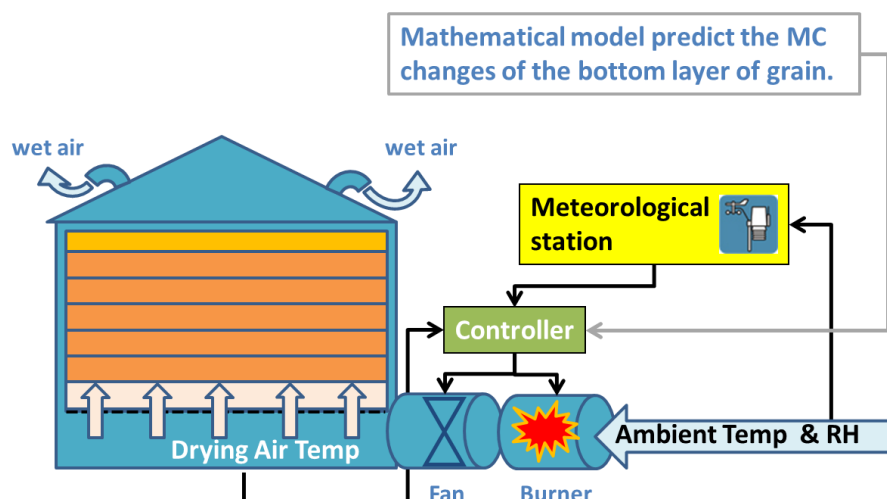 Mathematical model predict the MC
changes of the bottom layer of grain.
wet air
wet air
Meteorological
station
Controller
Drying Air Temp
Ambient Temp & RH
Fan
Burner